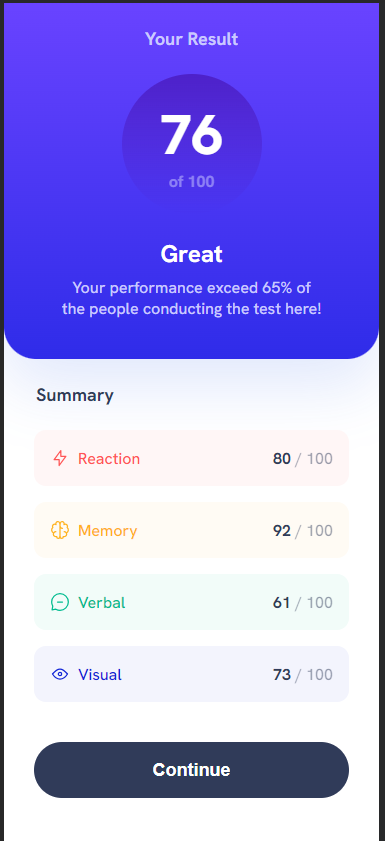 Your Result
76
of 100
Great
Your performance exceed 65% of
the people conducting the test here!
Summary
Reaction 80 / 100
Memory 92 / 100
Verbal 61 / 100
Visual 73 / 100
Continue